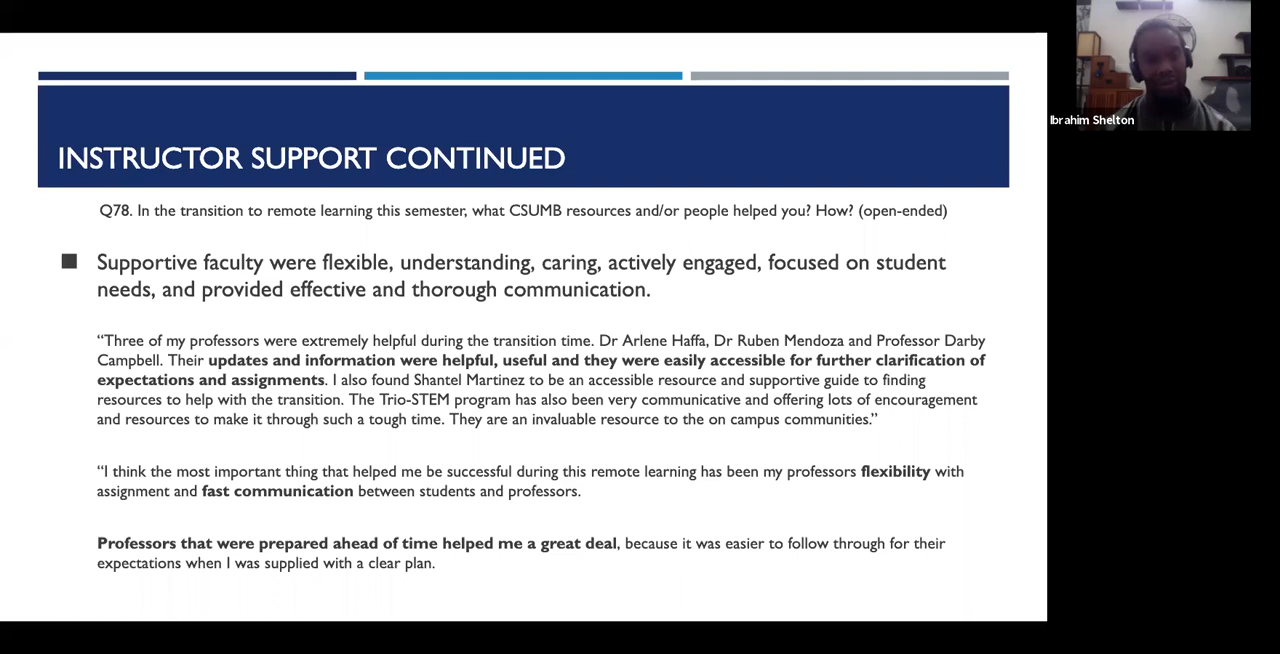 Ibrahim Shelton
INSTRUCTOR SUPPORT CONTINUED
Q78. In the transition to remote learning this semester, what CSUMB resources and/or people helped you? How? (open-ended)
Supportive faculty were flexible, understanding, caring, actively engaged, focused on student
needs, and provided effective and thorough communication.
“Three of my professors were extremely helpful during the transition time. Dr Arlene Haffa, Dr Ruben Mendoza and Professor Darby
Campbell. Their updates and information were helpful, useful and they were easily accessible for further clarification of
expectations and assignments. I also found Shantel Martinez to be an accessible resource and supportive guide to finding
resources to help with the transition. The Trio-STEM program has also been very communicative and offering lots of encouragement
and resources to make it through such a tough time. They are an invaluable resource to the on campus communities.”
“I think the most important thing that helped me be successful during this remote learning has been my professors flexibility with
assignment and fast communication between students and professors.
Professors that were prepared ahead of time helped me a great deal, because it was easier to follow through for their
expectations when I was supplied with a clear plan.